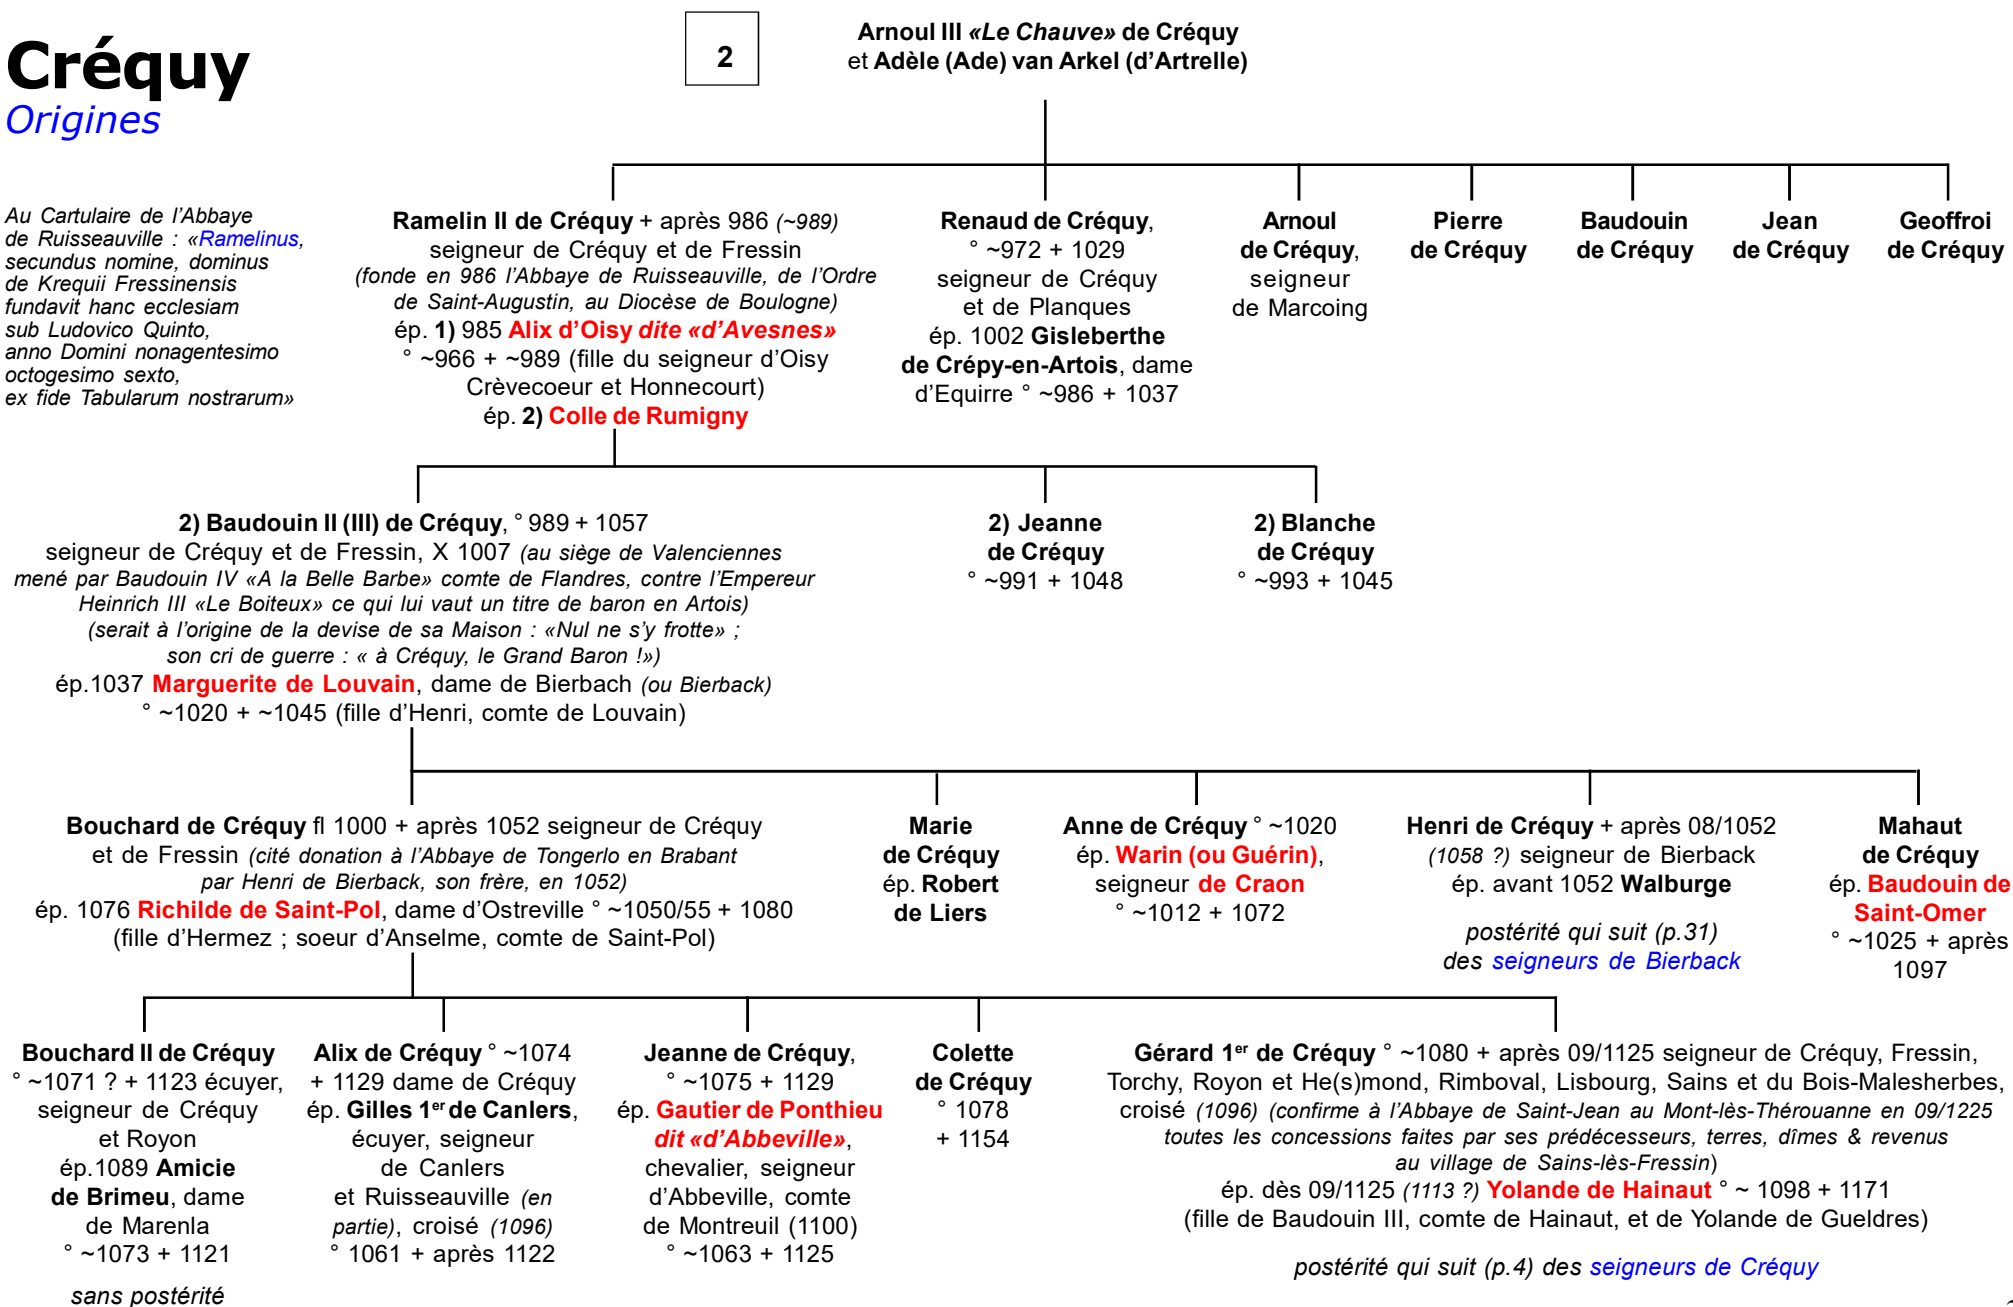 Créquy
Origines
2
Arnoul III «Le Chauve» de Créquy
et Adèle (Ade) van Arkel (d'Artrelle)
Au Cartulaire de l'Abbaye
de Ruisseauville : «Ramelinus,
secundus nomine, dominus
de Krequii Fressinensis
fundavit hanc ecclesiam
sub Ludovico Quinto,
anno Domini nonagentesimo
octogesimo sexto,
ex fide Tabularum nostrarum»
Ramelin II de Créquy + après 986 (~989)
seigneur de Créquy et de Fressin
(fonde en 986 l'Abbaye de Ruisseauville, de l'Ordre
de Saint-Augustin, au Diocèse de Boulogne)
ép. 1) 985 Alix d'Oisy dite «d'Avesnes»
° ~966 + ~989 (fille du seigneur d'Oisy
Crèvecoeur et Honnecourt)
ép. 2) Colle de Rumigny
Renaud de Créquy,
° ~972 + 1029
seigneur de Créquy
et de Planques
ép. 1002 Gisleberthe
de Crépy-en-Artois, dame
d'Equirre ° ~986 + 1037
Arnoul
de Créquy,
seigneur
de Marcoing
Pierre
de Créquy
Baudouin
de Créquy
Jean
de Créquy
Geoffroi
de Créquy
2) Baudouin II (III) de Créquy, ° 989 + 1057
seigneur de Créquy et de Fressin, X 1007 (au siège de Valenciennes
mené par Baudouin IV «A la Belle Barbe» comte de Flandres, contre l'Empereur
Heinrich III «Le Boiteux» ce qui lui vaut un titre de baron en Artois)
(serait à l'origine de la devise de sa Maison : «Nul ne s'y frotte» ;
son cri de guerre : « à Créquy, le Grand Baron !»)
ép.1037 Marguerite de Louvain, dame de Bierbach (ou Bierback)
° ~1020 + ~1045 (fille d'Henri, comte de Louvain)
2) Jeanne
de Créquy
° ~991 + 1048
2) Blanche
de Créquy
° ~993 + 1045
Bouchard de Créquy fl 1000 + après 1052 seigneur de Créquy
et de Fressin (cité donation à l'Abbaye de Tongerlo en Brabant
par Henri de Bierback, son frère, en 1052)
ép. 1076 Richilde de Saint-Pol, dame d'Ostreville ° ~1050/55 + 1080
(fille d'Hermez ; soeur d'Anselme, comte de Saint-Pol)
Marie
de Créquy
ép. Robert
de Liers
Anne de Créquy ° ~1020
ép. Warin (ou Guérin),
seigneur de Craon
° ~1012 + 1072
Henri de Créquy + après 08/1052
(1058 ?) seigneur de Bierback
ép. avant 1052 Walburge
postérité qui suit (p.31)
des seigneurs de Bierback
Mahaut
de Créquy
ép. Baudouin de
Saint-Omer
° ~1025 + après
1097
Bouchard II de Créquy
° ~1071 ? + 1123 écuyer,
seigneur de Créquy
et Royon
ép.1089 Amicie
de Brimeu, dame
de Marenla
° ~1073 + 1121
sans postérité
Alix de Créquy ° ~1074
+ 1129 dame de Créquy
ép. Gilles 1er de Canlers,
écuyer, seigneur
de Canlers
et Ruisseauville (en
partie), croisé (1096)
° 1061 + après 1122
Jeanne de Créquy,
° ~1075 + 1129
ép. Gautier de Ponthieu
dit «d'Abbeville»,
chevalier, seigneur
d'Abbeville, comte
de Montreuil (1100)
° ~1063 + 1125
Colette
de Créquy
° 1078
+ 1154
Gérard 1er de Créquy ° ~1080 + après 09/1125 seigneur de Créquy, Fressin,
Torchy, Royon et He(s)mond, Rimboval, Lisbourg, Sains et du Bois-Malesherbes,
croisé (1096) (confirme à l'Abbaye de Saint-Jean au Mont-lès-Thérouanne en 09/1225
toutes les concessions faites par ses prédécesseurs, terres, dîmes & revenus
au village de Sains-lès-Fressin)
ép. dès 09/1125 (1113 ?) Yolande de Hainaut ° ~ 1098 + 1171
(fille de Baudouin III, comte de Hainaut, et de Yolande de Gueldres)
postérité qui suit (p.4) des seigneurs de Créquy